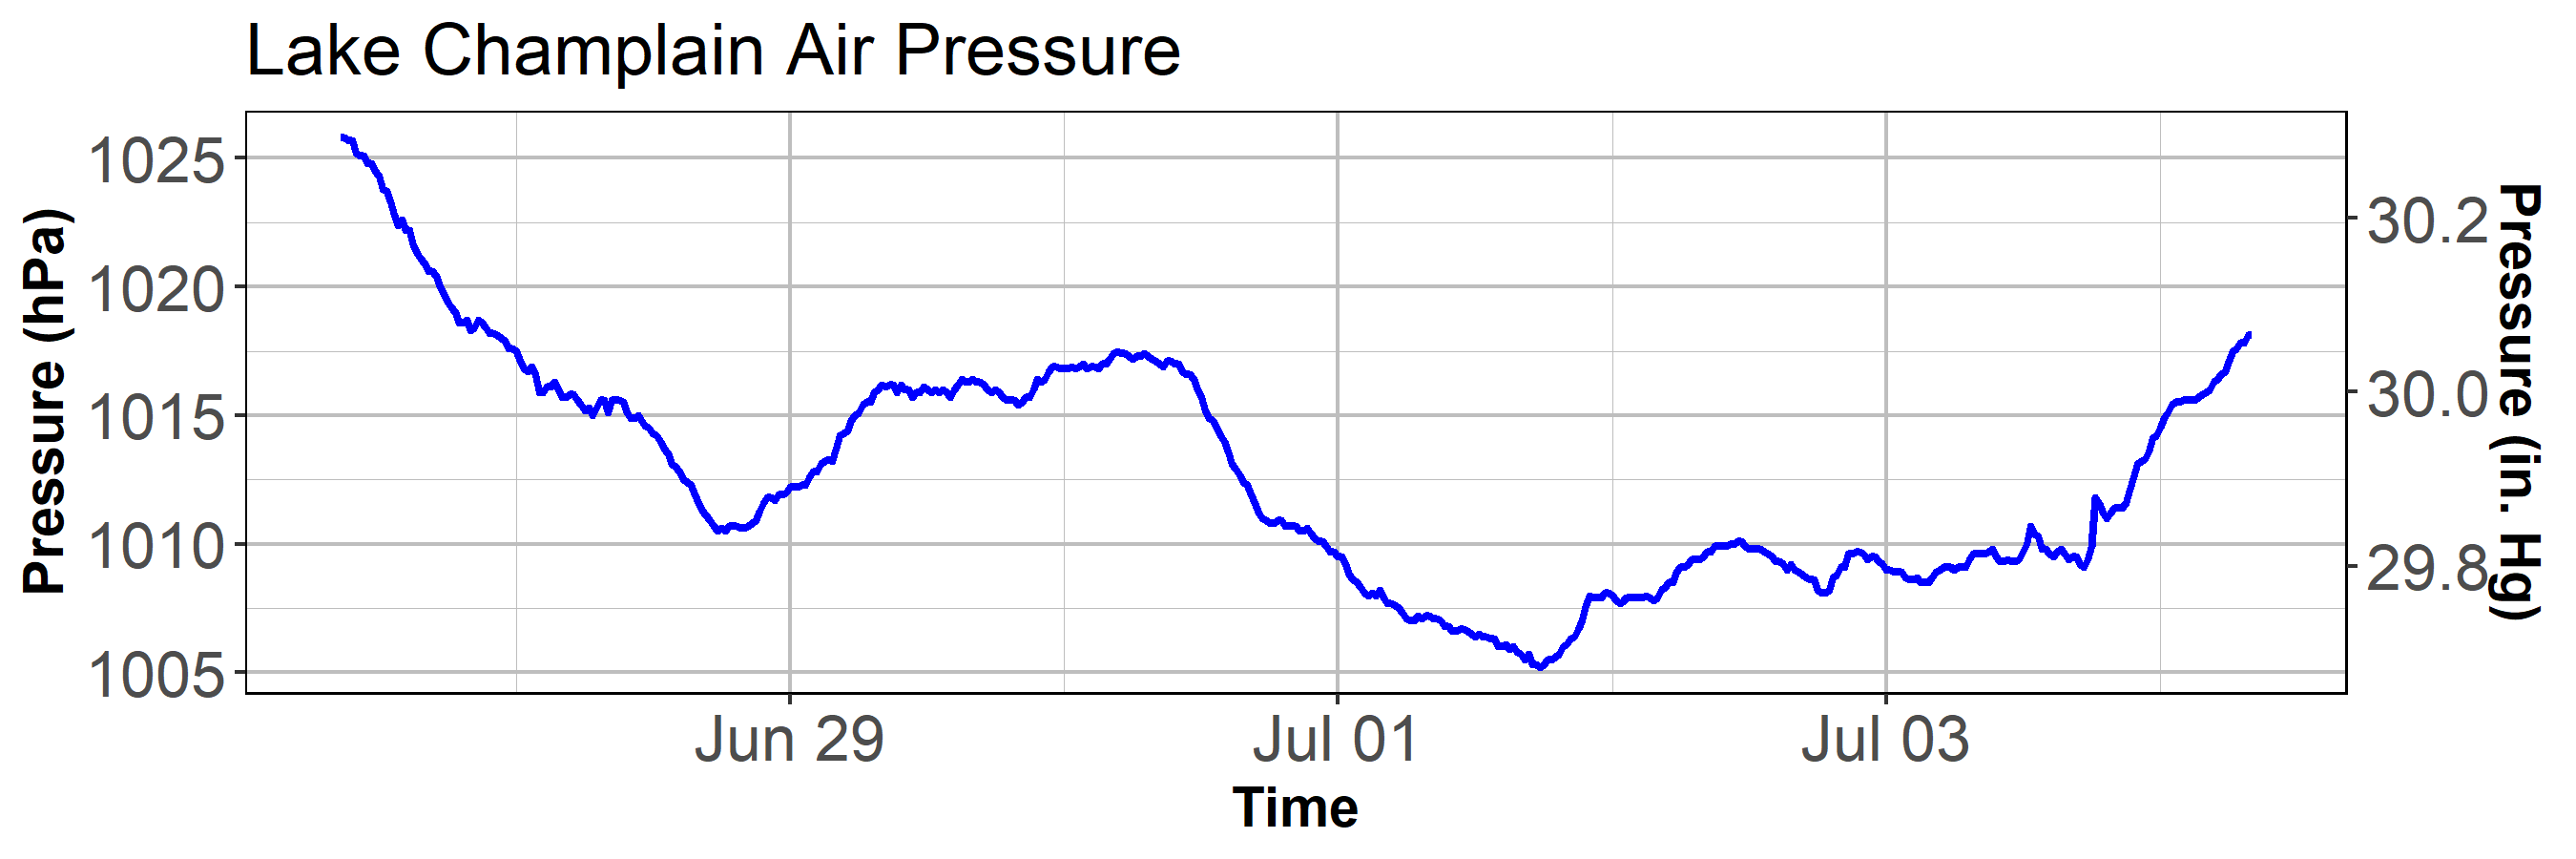 Lake Champlain Air Pressure
Pressure (hPa)
1025
1020
1015
1010
1005
30.2
30.0
29.8
Pressure (in. Hg)
Jun 29
Jul 01
Jul 03
Time